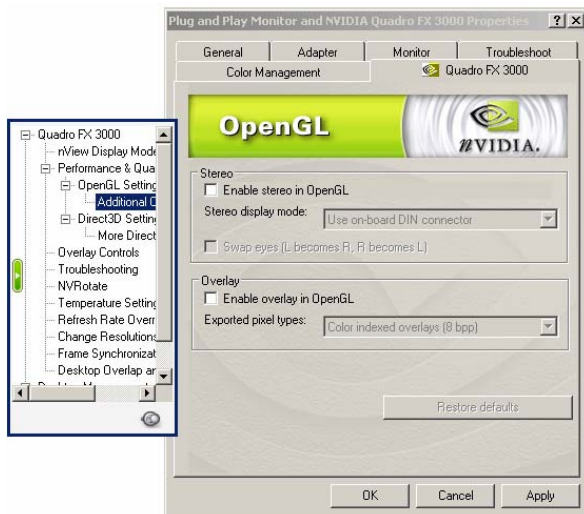 Plug and Play Monitor and NVIDIA Quadro FX 3000 Properties
General Adapter Monitor Troubleshoot
Color Management Quadro FX 3000
OpenGL
nVIDIA.
Quadro FX 3000
nView Display Mode
Performance & Qua
OpenGL Setting
Additional O
Direct3D Setting
More Direct
Overlay Controls
Troubleshooting
NVRotate
Temperature Setting
Refresh Rate Overr
Change Resolutions
Frame Synchronizat
Desktop Overlap ar
Stereo
Enable stereo in OpenGL
Stereo display mode: Use on-board DIN connector
Swap eyes (L becomes R, R becomes L)
Overlay
Enable overlay in OpenGL
Exported pixel types: Color indexed overlays (8 bpp)
Restore defaults
OK Cancel Apply